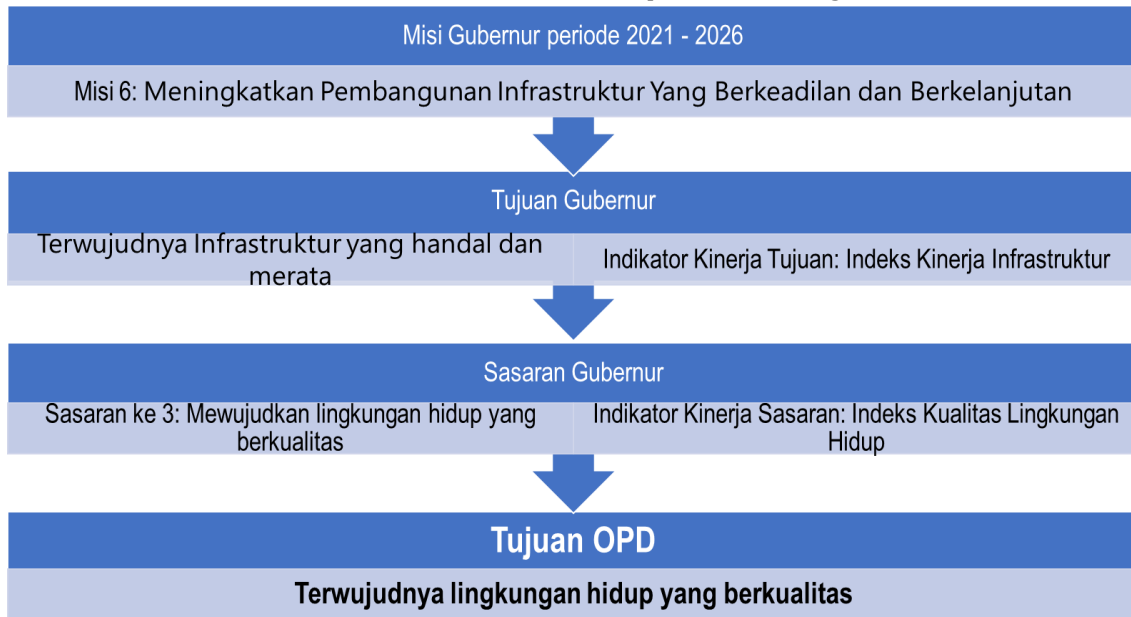 Misi Gubernur periode 2021 - 2026
Misi 6: Meningkatkan Pembangunan Infrastruktur Yang Berkeadilan dan Berkelanjutan
Tujuan Gubernur
Terwujudnya Infrastruktur yang handal dan
merata
Indikator Kinerja Tujuan: Indeks Kinerja Infrastruktur
Sasaran Gubernur
Sasaran ke 3: Mewujudkan lingkungan hidup yang
berkualitas
Indikator Kinerja Sasaran: Indeks Kualitas Lingkungan
Hidup
Tujuan OPD
Terwujudnya lingkungan hidup yang berkualitas